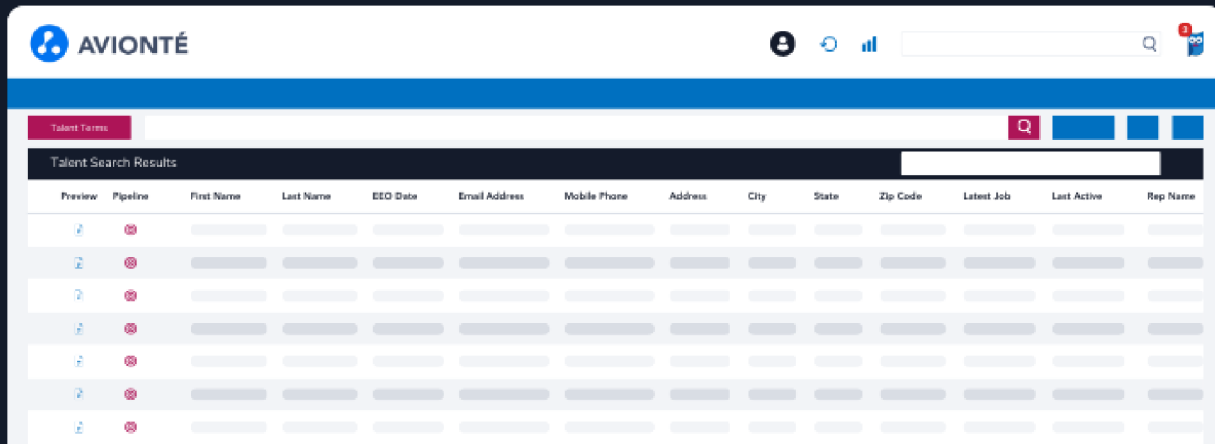 AVIONTÉ
2
Talent Terms
Talent Search Results
Preview Pipeline First Name Last Name EEO Date Email Address Mobile Phone Address City State Zip Code Latest Job Last Active Rep Name